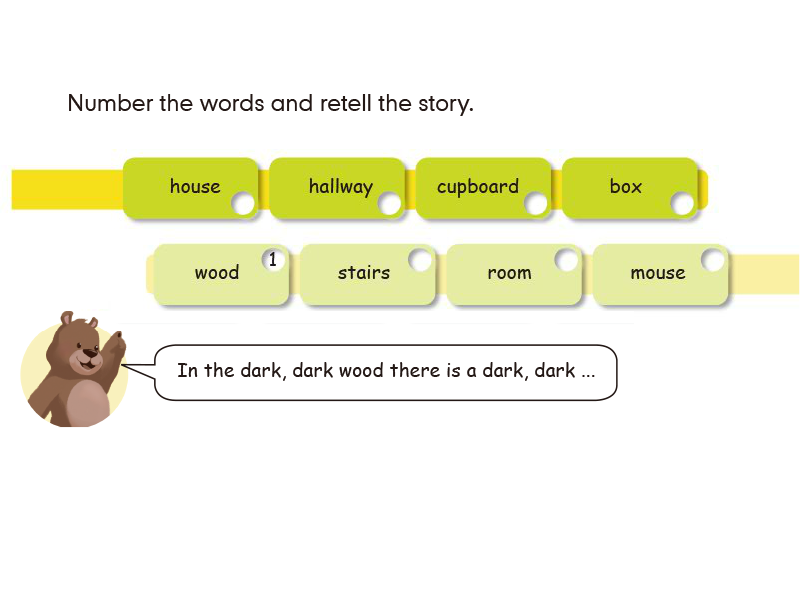 Number the words and retell the story.
house hallway cupboard box
wood 1 stairs room mouse
In the dark, dark wood there is a dark, dark ...